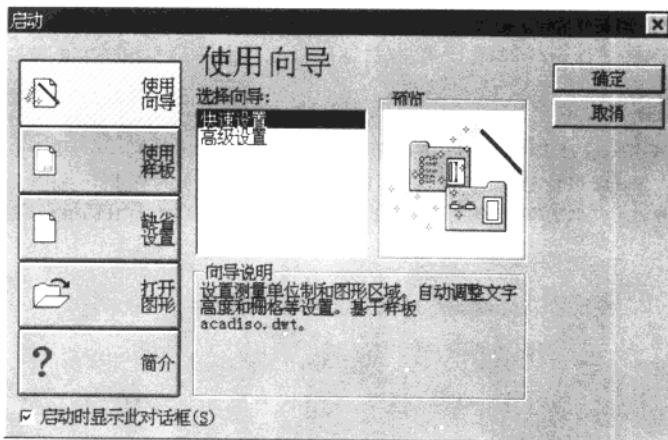 启动
使用向导
使用
向导
使用
样板
缺省
设置
打开
图形
?
简介
选择向导:
快速设置
高级设置
预览
确定
取消
向导说明
设置测量单位制和图形区域。自动调整文字
高度和栅格等设置。基于样板
acadiso.dwt。
启动时显示此对话框(S)